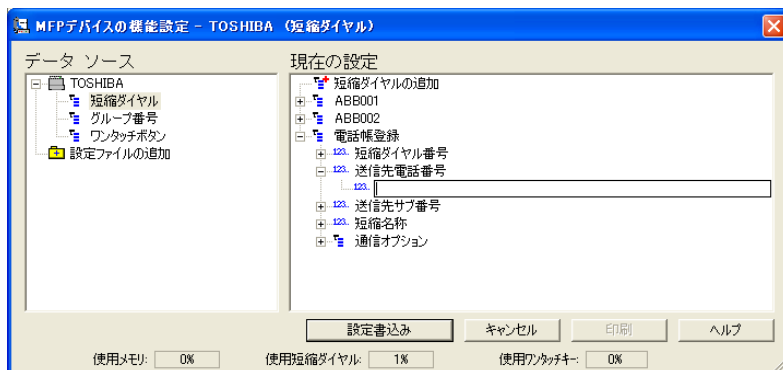 MFPデバイスの機能設定 - TOSHIBA （短縮ダイヤル）
データ ソース
TOSHIBA
短縮ダイヤル
グループ番号
ワンタッチボタン
設定ファイルの追加
現在の設定
短縮ダイヤルの追加
ABB001
ABB002
電話帳登録
123.. 短縮ダイヤル番号
123.. 送信先電話番号
123..
123.. 送信先サブ番号
123.. 短縮名称
通信オプション
設定書込み
キャンセル
印刷
ヘルプ
使用メモリ: 0%
使用短縮ダイヤル: 1%
使用ワンタッチキー: 0%